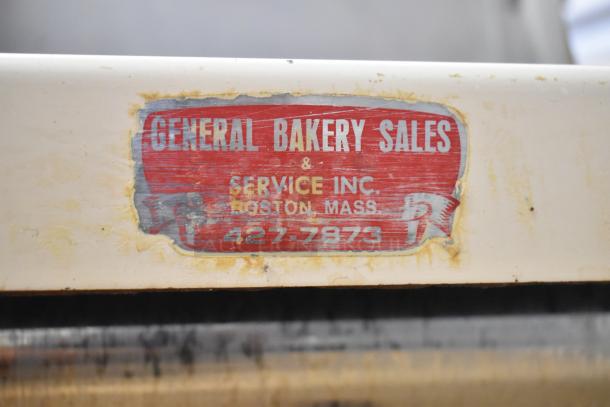 GENERAL BAKERY SALES
&
SERVICE INC.
BOSTON, MASS.
427-7873